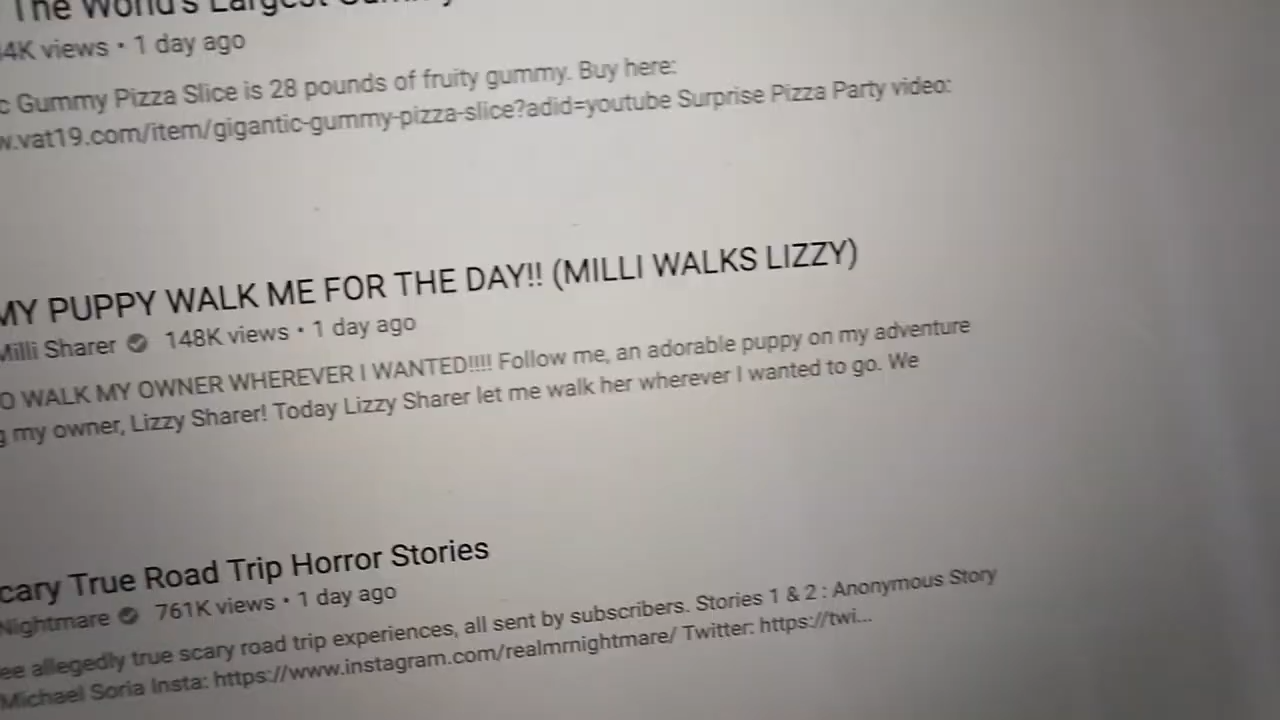 The World's Largest Gummy
4K views • 1 day ago
c Gummy Pizza Slice is 28 pounds of fruity gummy. Buy here:
w.vat19.com/item/gigantic-gummy-pizza-slice?adid=youtube Surprise Pizza Party video:
MY PUPPY WALK ME FOR THE DAY!! (MILLI WALKS LIZZY)
Milli Sharer 148K views • 1 day ago
O WALK MY OWNER WHEREVER I WANTED!!!! Follow me, an adorable puppy on my adventure
g my owner, Lizzy Sharer! Today Lizzy Sharer let me walk her wherever I wanted to go. We
cary True Road Trip Horror Stories
Nightmare 761K views • 1 day ago
ee allegedly true scary road trip experiences, all sent by subscribers. Stories 1 & 2 : Anonymous Story
Michael Soria Insta: https://www.instagram.com/realmrnightmare/ Twitter: https://twi...